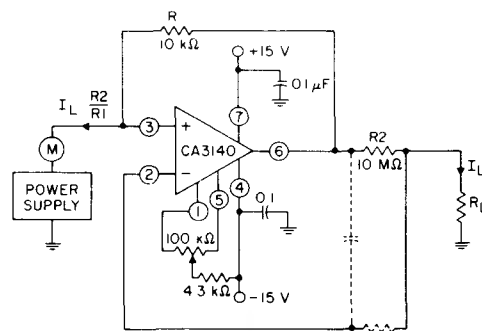 R
10 kΩ
+15 V
0.1 µF
I_L R2/R1
3
+
7
M
CA3140
6
R2
10 MΩ
I_L
2
−
4
0.1
R_L
POWER
SUPPLY
1
5
100 kΩ
4.3 kΩ
−15 V